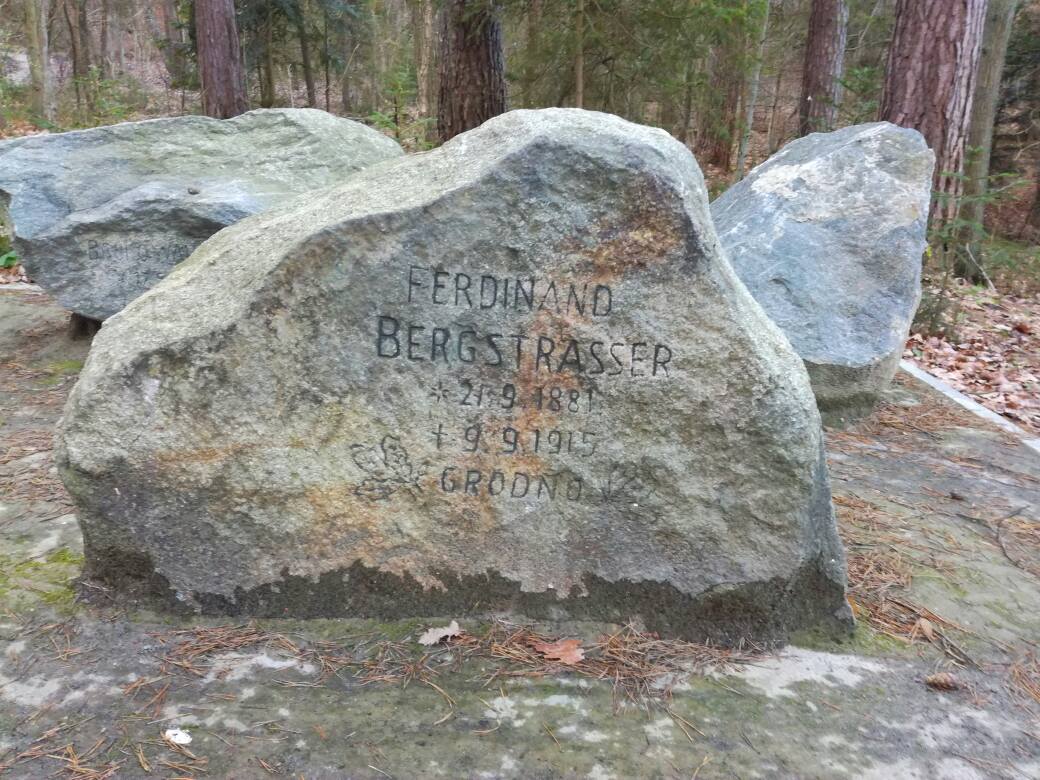 FERDINAND
BERGSTRASSER
* 21.9.1881
+ 9.9.1915
GRODNO